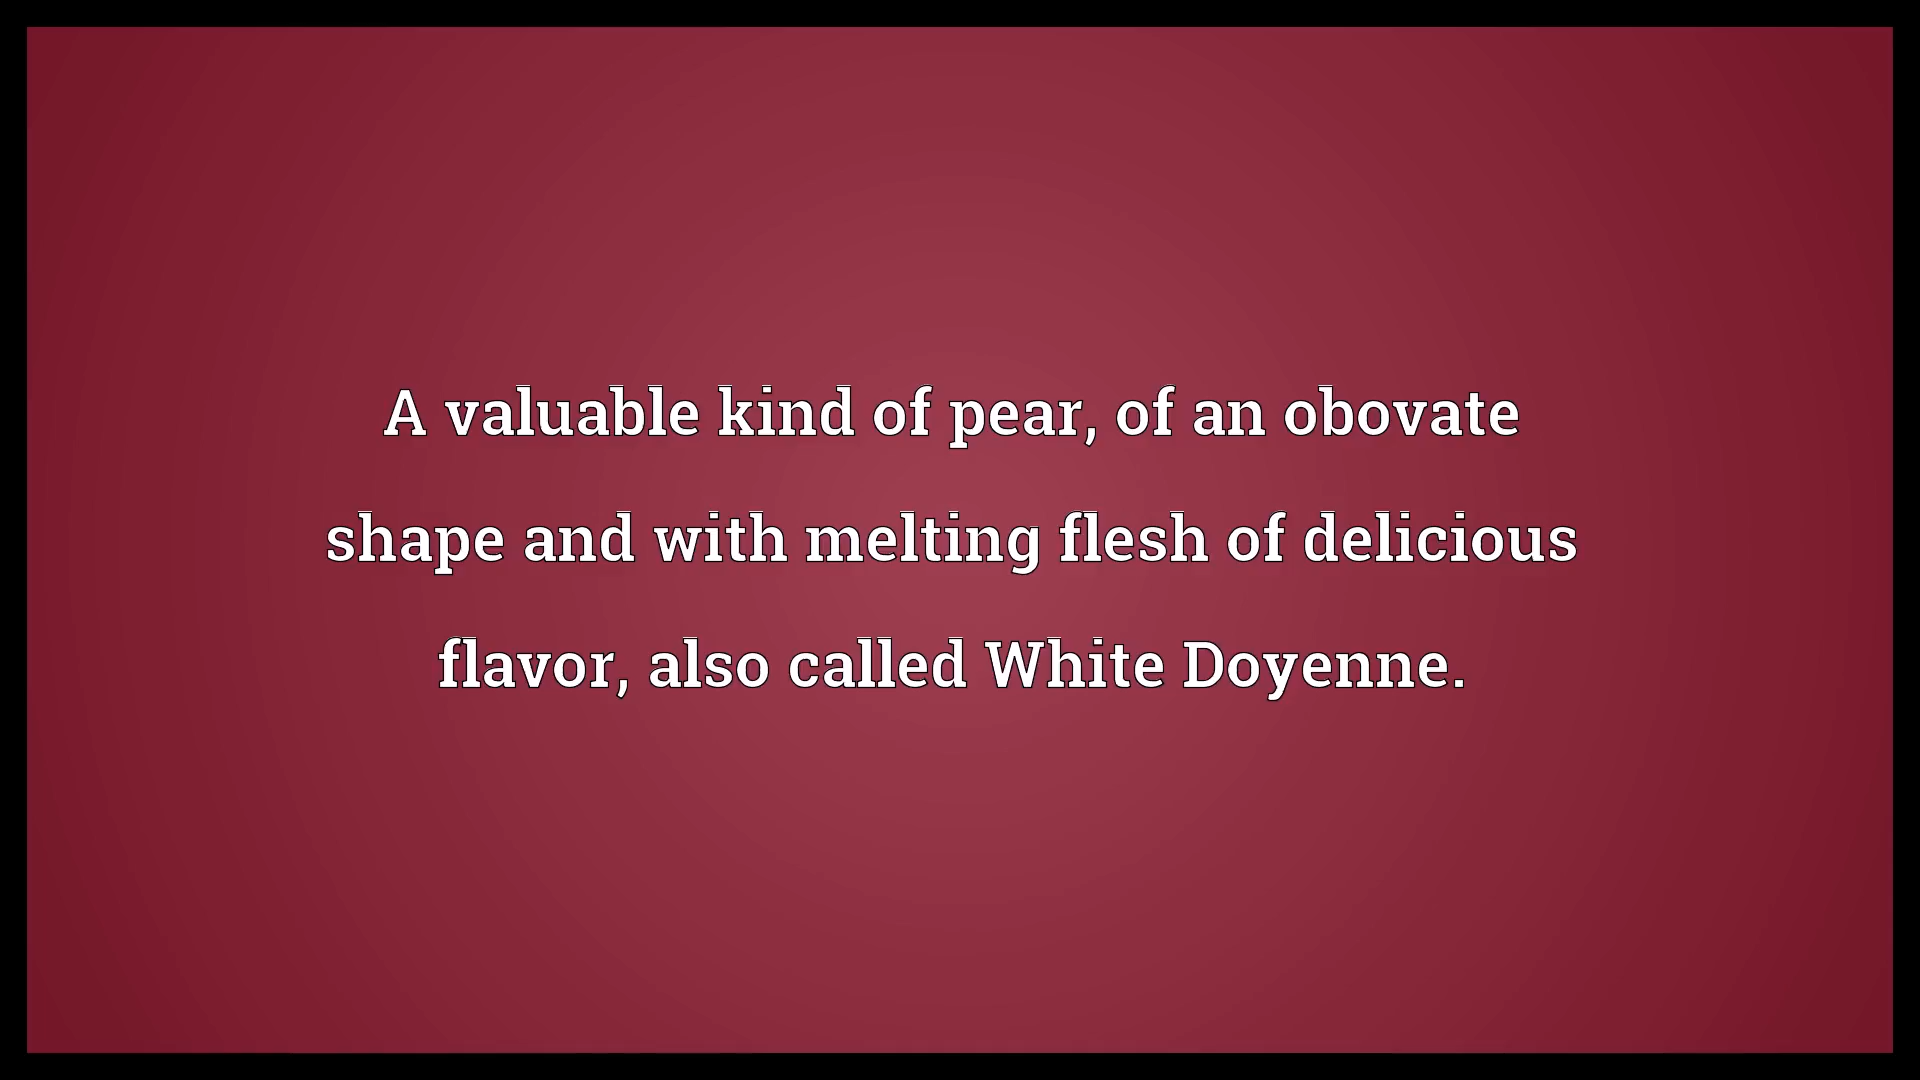 A valuable kind of pear, of an obovate
shape and with melting flesh of delicious
flavor, also called White Doyenne.